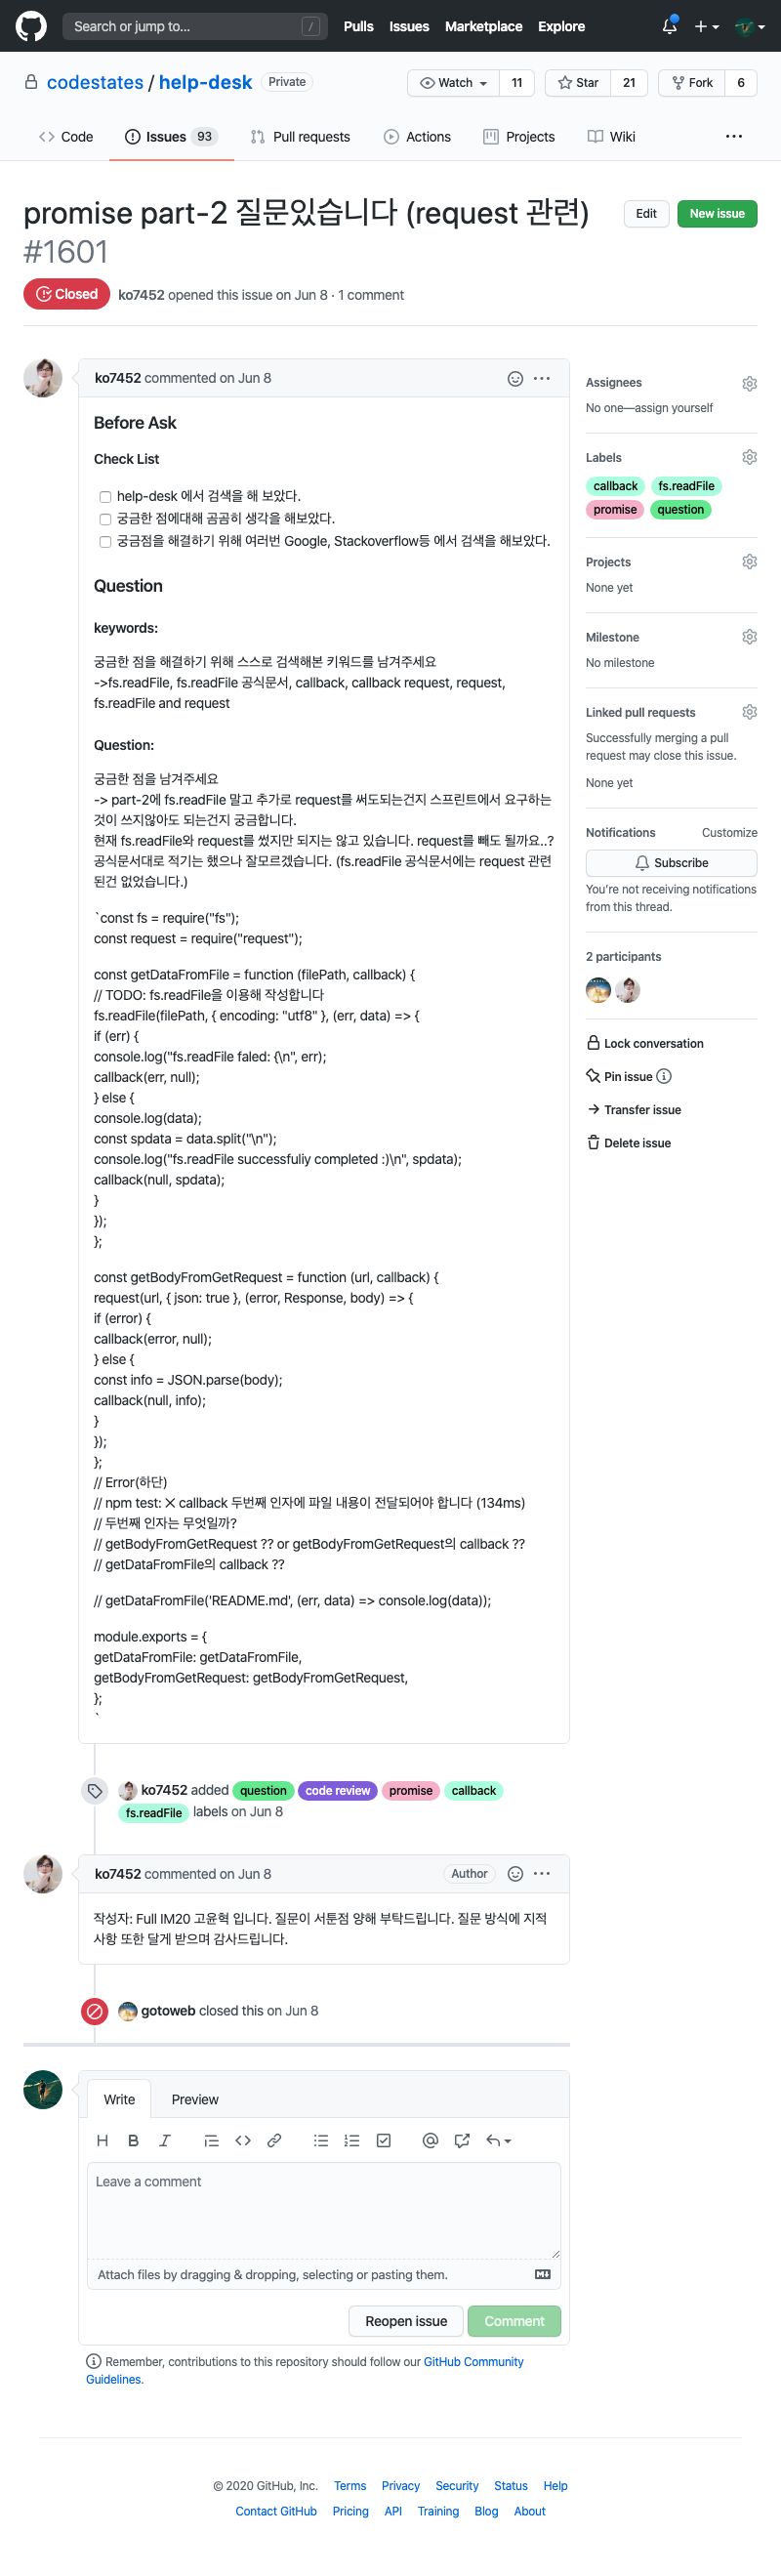 Search or jump to...
/
Pulls
Issues
Marketplace
Explore
codestates / help-desk
Private
Watch
11
Star
21
Fork
6
Code
Issues 93
Pull requests
Actions
Projects
Wiki
promise part-2 질문있습니다 (request 관련)
#1601
Edit
New issue
Closed
ko7452 opened this issue on Jun 8 · 1 comment
ko7452 commented on Jun 8
Before Ask
Check List
help-desk 에서 검색을 해 보았다.
궁금한 점에대해 곰곰히 생각을 해보았다.
궁금점을 해결하기 위해 여러번 Google, Stackoverflow등 에서 검색을 해보았다.
Question
keywords:
궁금한 점을 해결하기 위해 스스로 검색해본 키워드를 남겨주세요
->fs.readFile, fs.readFile 공식문서, callback, callback request, request,
fs.readFile and request
Question:
궁금한 점을 남겨주세요
-> part-2에 fs.readFile 말고 추가로 request를 써도되는건지 스프린트에서 요구하는
것이 쓰지않아도 되는건지 궁금합니다.
현재 fs.readFile와 request를 썼지만 되지는 않고 있습니다. request를 빼도 될까요..?
공식문서대로 적기는 했으나 잘모르겠습니다. (fs.readFile 공식문서에는 request 관련
된건 없었습니다.)
`const fs = require("fs");
const request = require("request");
const getDataFromFile = function (filePath, callback) {
// TODO: fs.readFile을 이용해 작성합니다
fs.readFile(filePath, { encoding: "utf8" }, (err, data) => {
if (err) {
console.log("fs.readFile faled: {\n", err);
callback(err, null);
} else {
console.log(data);
const spdata = data.split("\n");
console.log("fs.readFile successfuliy completed :)\n", spdata);
callback(null, spdata);
}
});
};
const getBodyFromGetRequest = function (url, callback) {
request(url, { json: true }, (error, Response, body) => {
if (error) {
callback(error, null);
} else {
const info = JSON.parse(body);
callback(null, info);
}
});
};
// Error(하단)
// npm test: ✕ callback 두번째 인자에 파일 내용이 전달되어야 합니다 (134ms)
// 두번째 인자는 무엇일까?
// getBodyFromGetRequest ?? or getBodyFromGetRequest의 callback ??
// getDataFromFile의 callback ??
// getDataFromFile('README.md', (err, data) => console.log(data));
module.exports = {
getDataFromFile: getDataFromFile,
getBodyFromGetRequest: getBodyFromGetRequest,
};
`
Assignees
No one—assign yourself
Labels
callback
fs.readFile
promise
question
Projects
None yet
Milestone
No milestone
Linked pull requests
Successfully merging a pull
request may close this issue.
None yet
Notifications
Customize
Subscribe
You're not receiving notifications
from this thread.
2 participants
Lock conversation
Pin issue
Transfer issue
Delete issue
ko7452 added question code review promise callback
fs.readFile labels on Jun 8
ko7452 commented on Jun 8
Author
작성자: Full IM20 고윤혁 입니다. 질문이 서툰점 양해 부탁드립니다. 질문 방식에 지적
사항 또한 달게 받으며 감사드립니다.
gotoweb closed this on Jun 8
Write
Preview
Leave a comment
Attach files by dragging & dropping, selecting or pasting them.
Reopen issue
Comment
Remember, contributions to this repository should follow our GitHub Community
Guidelines.
© 2020 GitHub, Inc.
Terms
Privacy
Security
Status
Help
Contact GitHub
Pricing
API
Training
Blog
About